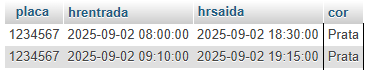 placa hrentrada hrsaida cor
1234567 2025-09-02 08:00:00 2025-09-02 18:30:00 Prata
1234567 2025-09-02 09:10:00 2025-09-02 19:15:00 Prata